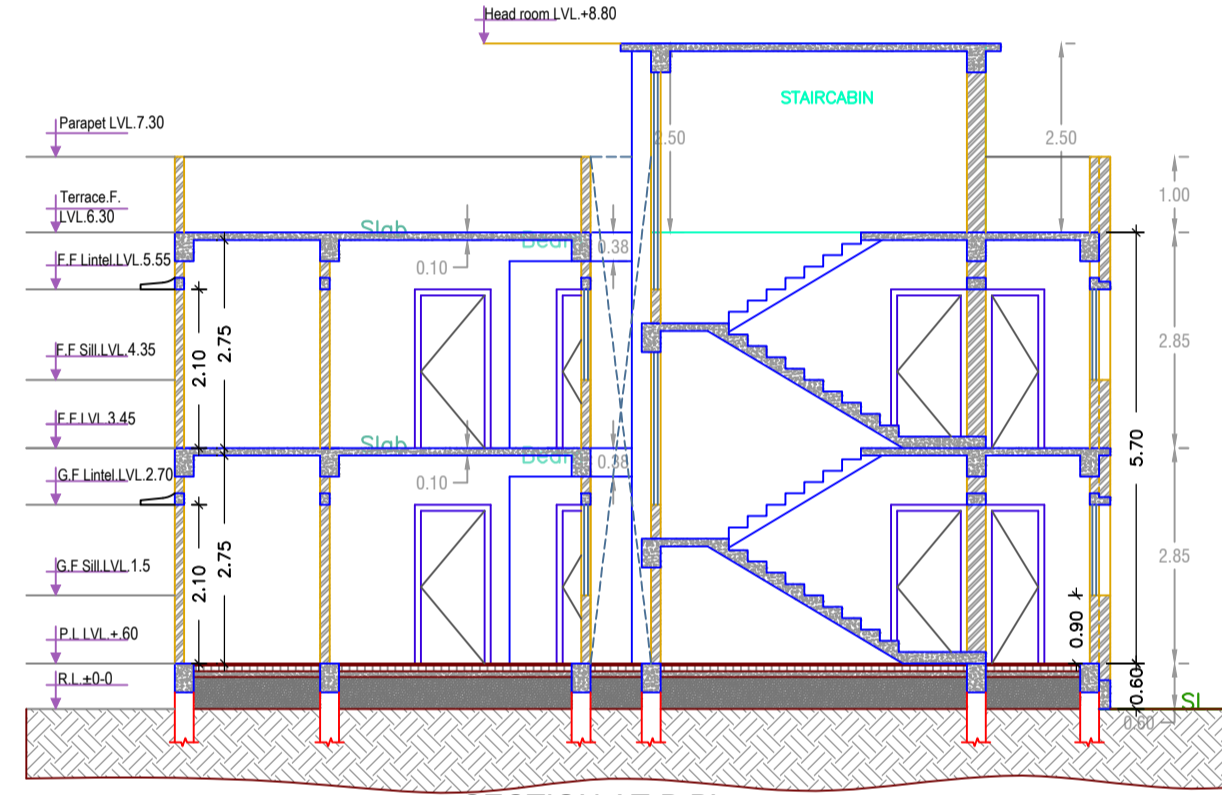 Head room LVL.+8.80
STAIRCABIN
Parapet LVL.7.30
2.50
2.50
1.00
Terrace.F.
LVL.6.30
Slab
Beam
0.38
0.10
F.F Lintel.LVL.5.55
2.10
2.75
2.85
F.F Sill.LVL.4.35
F.F LVL.3.45
Slab
Beam
0.38
0.10
5.70
G.F Lintel.LVL.2.70
2.10
2.75
2.85
G.F Sill.LVL.1.5
0.90
P.L LVL.+.60
R.L.±0-0
0.60
0.60